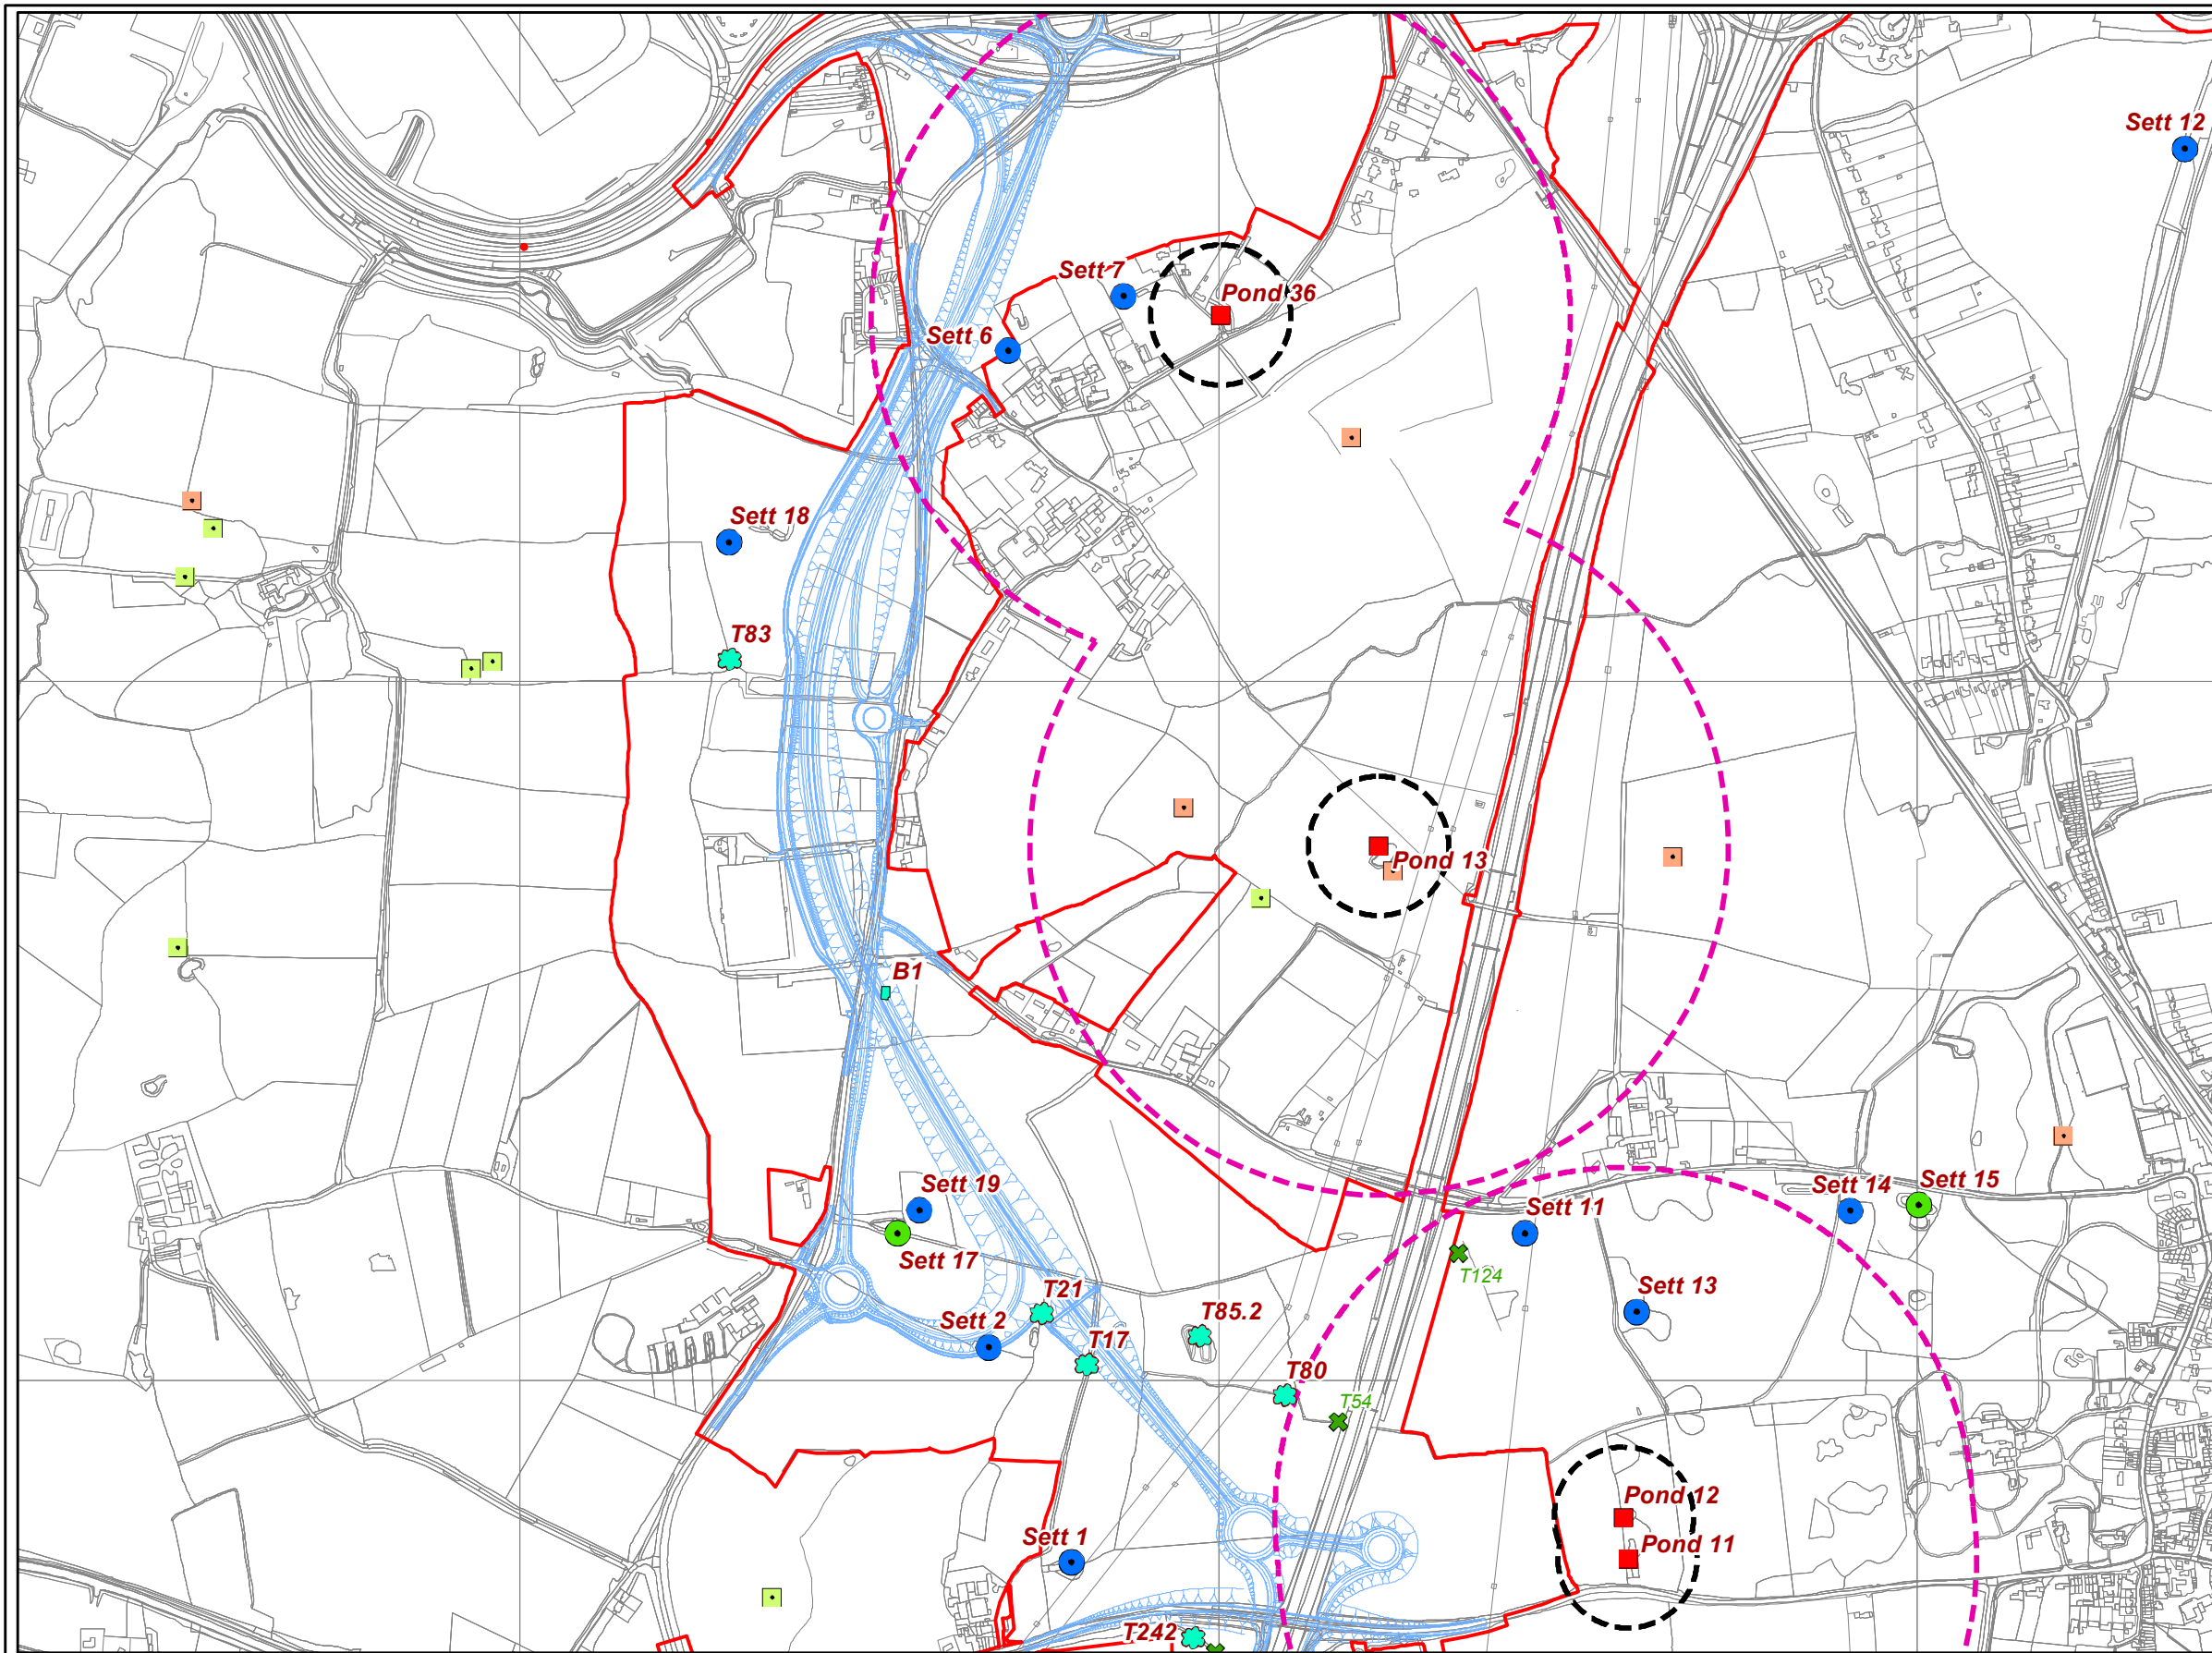 Sett 12
Sett 7
Pond 36
Sett 6
Sett 18
T83
Pond 13
B1
Sett 19
Sett 14
Sett 15
Sett 11
Sett 17
T124
Sett 13
T21
T85.2
Sett 2
T17
T80
T54
Pond 12
Sett 1
Pond 11
T242